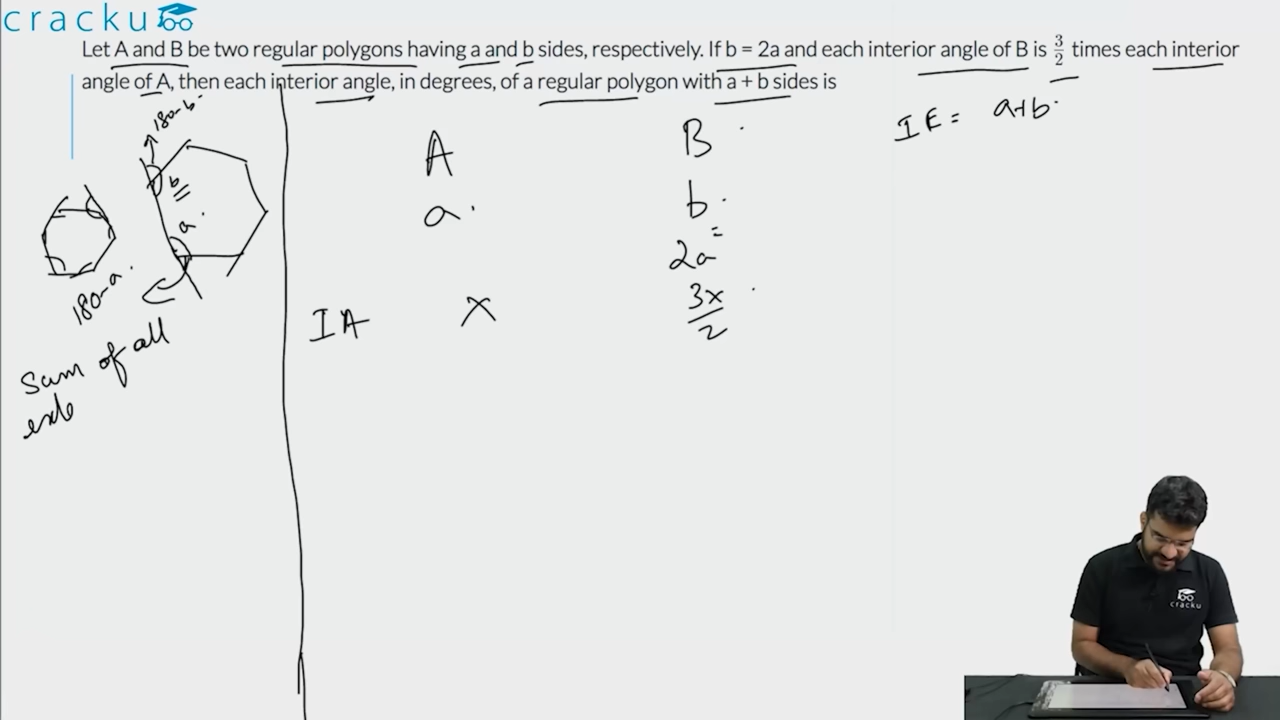 cracku
Let A and B be two regular polygons having a and b sides, respectively. If b = 2a and each interior angle of B is 3/2 times each interior
angle of A, then each interior angle, in degrees, of a regular polygon with a + b sides is
180-b
b
a
180-a
Sum of all
exte
A B
a b
2a
IA x 3x/2
IE = a+b
cracku